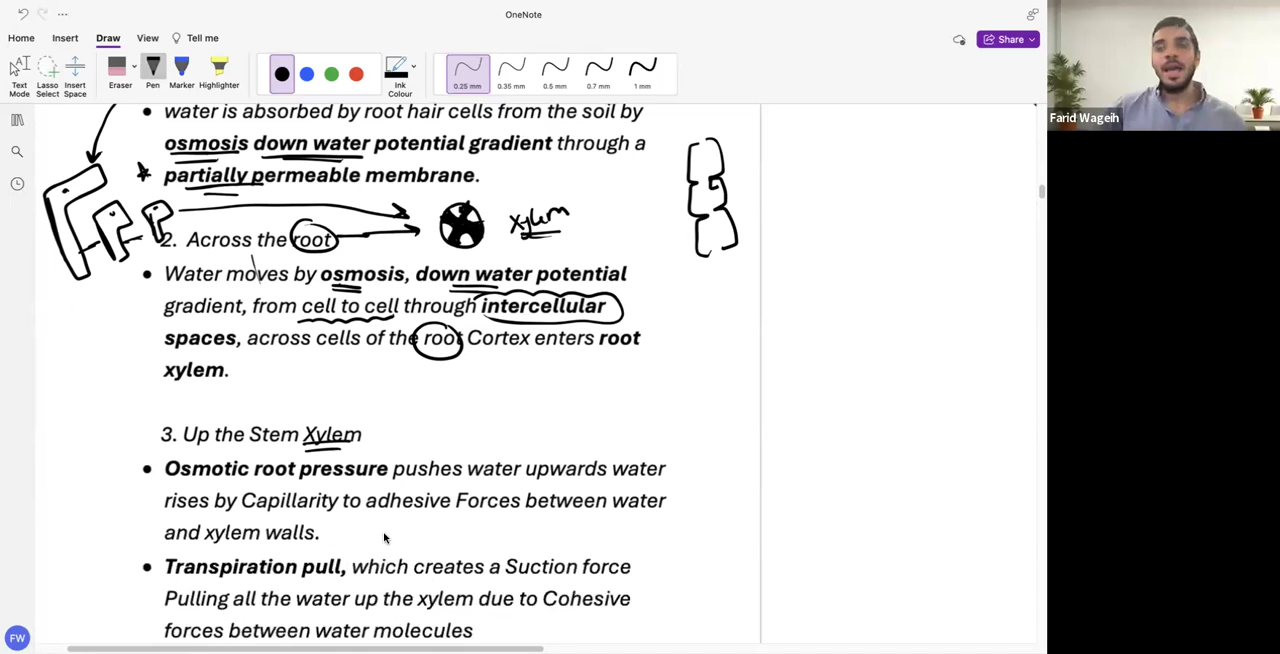 OneNote
Home Insert Draw View Tell me
Share
Text Mode
Lasso Select
Insert Space
Eraser
Pen
Marker
Highlighter
Ink Colour
0.25 mm
0.35 mm
0.5 mm
0.7 mm
1 mm
Farid Wageih
• water is absorbed by root hair cells from the soil by
osmosis down water potential gradient through a
partially permeable membrane.
xylem
2. Across the root
• Water moves by osmosis, down water potential
gradient, from cell to cell through intercellular
spaces, across cells of the root Cortex enters root
xylem.
3. Up the Stem Xylem
• Osmotic root pressure pushes water upwards water
rises by Capillarity to adhesive Forces between water
and xylem walls.
• Transpiration pull, which creates a Suction force
Pulling all the water up the xylem due to Cohesive
forces between water molecules
FW